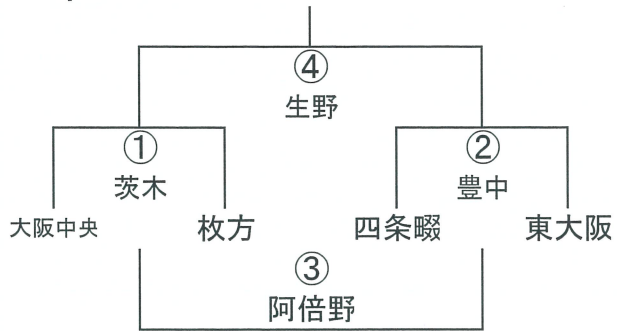 ④
生野
① ②
茨木 豊中
大阪中央 枚方 四条畷 東大阪
③
阿倍野